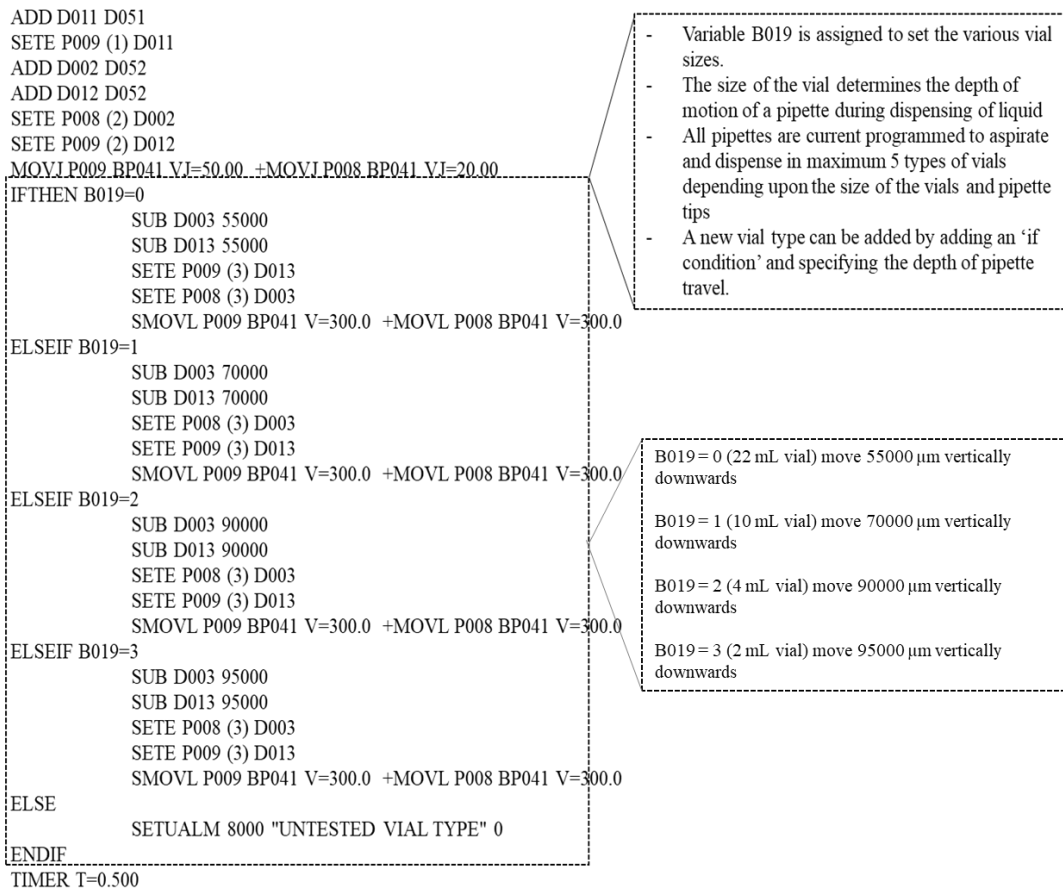 ADD D011 D051
SETE P009 (1) D011
ADD D002 D052
ADD D012 D052
SETE P008 (2) D002
SETE P009 (2) D012
MOVJ P009 BP041 VJ=50.00 +MOVJ P008 BP041 VJ=20.00
IFTHEN B019=0
SUB D003 55000
SUB D013 55000
SETE P009 (3) D013
SETE P008 (3) D003
SMOVL P009 BP041 V=300.0 +MOVL P008 BP041 V=300.0
ELSEIF B019=1
SUB D003 70000
SUB D013 70000
SETE P008 (3) D003
SETE P009 (3) D013
SMOVL P009 BP041 V=300.0 +MOVL P008 BP041 V=300.0
ELSEIF B019=2
SUB D003 90000
SUB D013 90000
SETE P008 (3) D003
SETE P009 (3) D013
SMOVL P009 BP041 V=300.0 +MOVL P008 BP041 V=300.0
ELSEIF B019=3
SUB D003 95000
SUB D013 95000
SETE P008 (3) D003
SETE P009 (3) D013
SMOVL P009 BP041 V=300.0 +MOVL P008 BP041 V=300.0
ELSE
SETUALM 8000 "UNTESTED VIAL TYPE" 0
ENDIF
TIMER T=0.500
- Variable B019 is assigned to set the various vial
sizes.
- The size of the vial determines the depth of
motion of a pipette during dispensing of liquid
- All pipettes are current programmed to aspirate
and dispense in maximum 5 types of vials
depending upon the size of the vials and pipette
tips
- A new vial type can be added by adding an ‘if
condition’ and specifying the depth of pipette
travel.
B019 = 0 (22 mL vial) move 55000 µm vertically
downwards
B019 = 1 (10 mL vial) move 70000 µm vertically
downwards
B019 = 2 (4 mL vial) move 90000 µm vertically
downwards
B019 = 3 (2 mL vial) move 95000 µm vertically
downwards